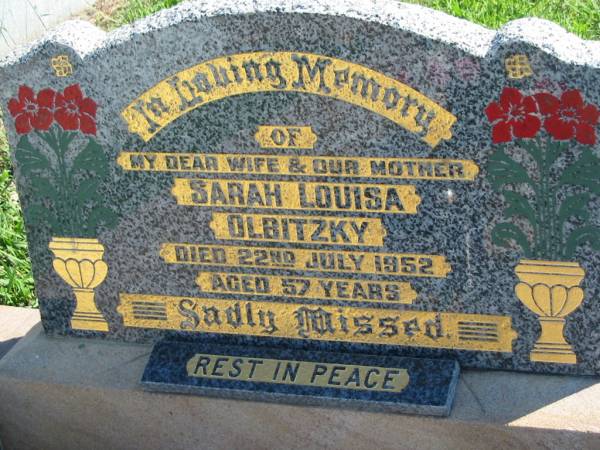 In Loving Memory
OF
MY DEAR WIFE & OUR MOTHER
SARAH LOUISA
OLBITZKY
DIED 22ND JULY 1952
AGED 57 YEARS
Sadly Missed
REST IN PEACE